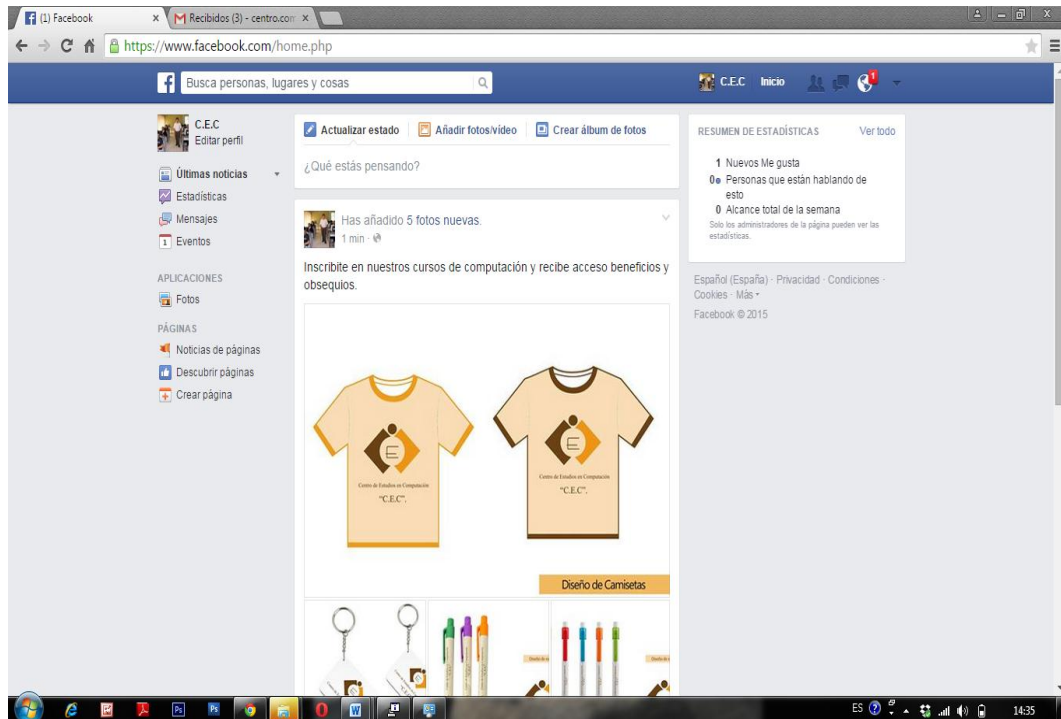 (1) Facebook
Recibidos (3) - centro.com
https://www.facebook.com/home.php
Busca personas, lugares y cosas
C.E.C Inicio
1
C.E.C
Editar perfil
Últimas noticias
Estadísticas
Mensajes
1 Eventos
APLICACIONES
Fotos
PÁGINAS
Noticias de páginas
Descubrir páginas
Crear página
Actualizar estado Añadir fotos/vídeo Crear álbum de fotos
¿Qué estás pensando?
Has añadido 5 fotos nuevas.
1 min ·
Inscribite en nuestros cursos de computación y recibe acceso beneficios y
obsequios.
E
Centro de Estudios en Computación
"C.E.C".
E
Centro de Estudios en Computación
"C.E.C".
Diseño de Camisetas
RESUMEN DE ESTADÍSTICAS Ver todo
1 Nuevos Me gusta
0 Personas que están hablando de
esto
0 Alcance total de la semana
Solo los administradores de la página pueden ver las
estadísticas.
Español (España) · Privacidad · Condiciones ·
Cookies · Más
Facebook © 2015
Ps Ps W
ES 14:35